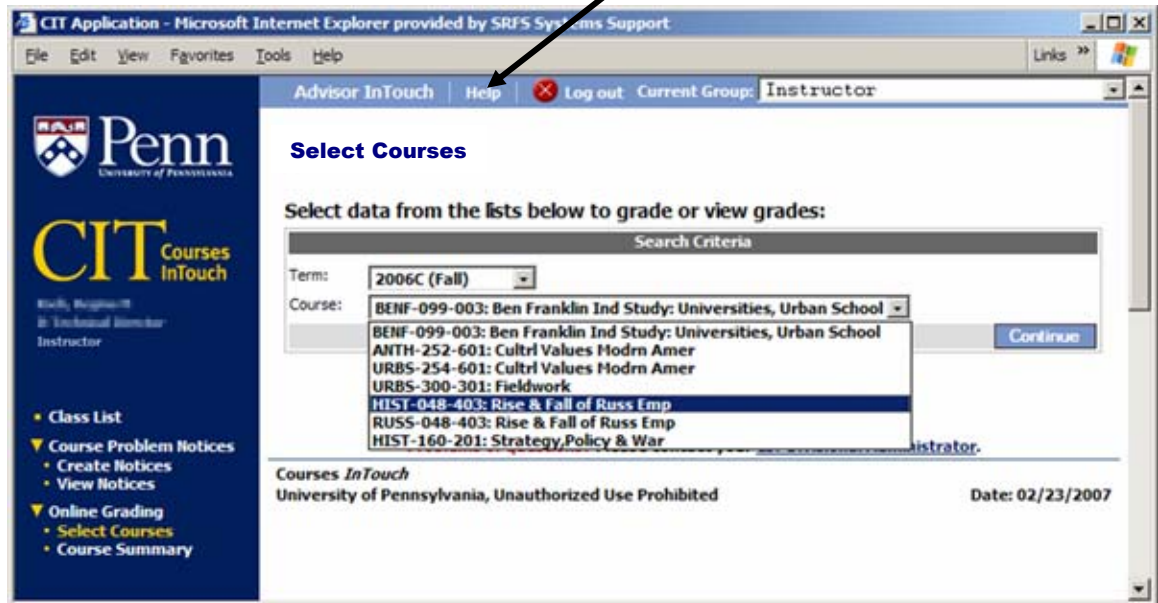 CIT Application - Microsoft Internet Explorer provided by SRFS Systems Support
File Edit View Favorites Tools Help Links »
Advisor InTouch | Help | Log out Current Group: Instructor
Penn
University of Pennsylvania
CIT Courses InTouch
Instructor
• Class List
Course Problem Notices
• Create Notices
• View Notices
Online Grading
• Select Courses
• Course Summary
Select Courses
Select data from the lists below to grade or view grades:
Search Criteria
Term: 2006C (Fall)
Course: BENF-099-003: Ben Franklin Ind Study: Universities, Urban School
BENF-099-003: Ben Franklin Ind Study: Universities, Urban School
ANTH-252-601: Cultrl Values Modrn Amer
URBS-254-601: Cultrl Values Modrn Amer
URBS-300-301: Fieldwork
HIST-048-403: Rise & Fall of Russ Emp
RUSS-048-403: Rise & Fall of Russ Emp
HIST-160-201: Strategy,Policy & War
Continue
Courses InTouch
University of Pennsylvania, Unauthorized Use Prohibited Date: 02/23/2007